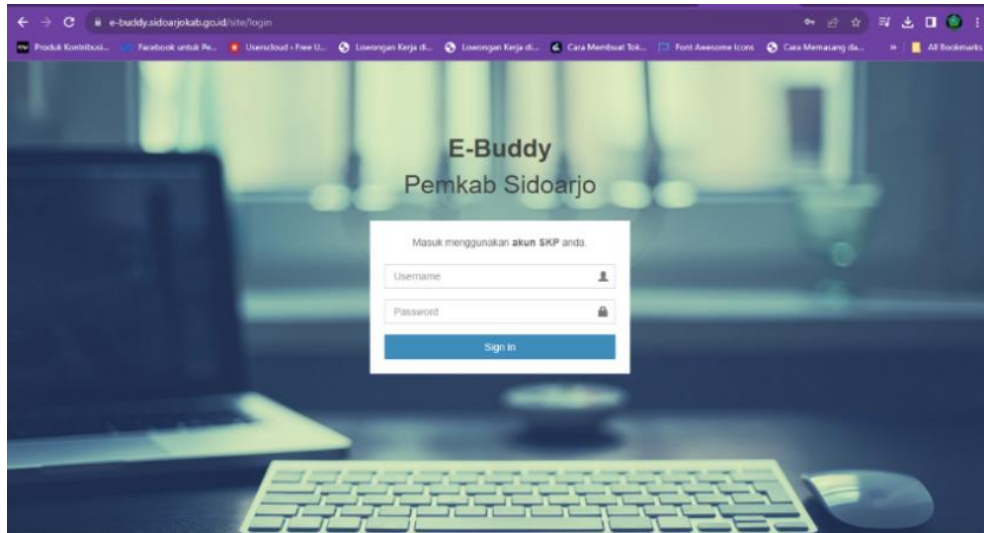 e-buddy.sidoarjokab.go.id/site/login
Produk Kontribusi... Facebook untuk Pe... Userscloud - Free U... Lowongan Kerja di... Lowongan Kerja di... Cara Membuat Tok... Font Awesome Icons Cara Memasang da... » All Bookmarks
E-Buddy
Pemkab Sidoarjo
Masuk menggunakan akun SKP anda.
Username
Password
Sign in